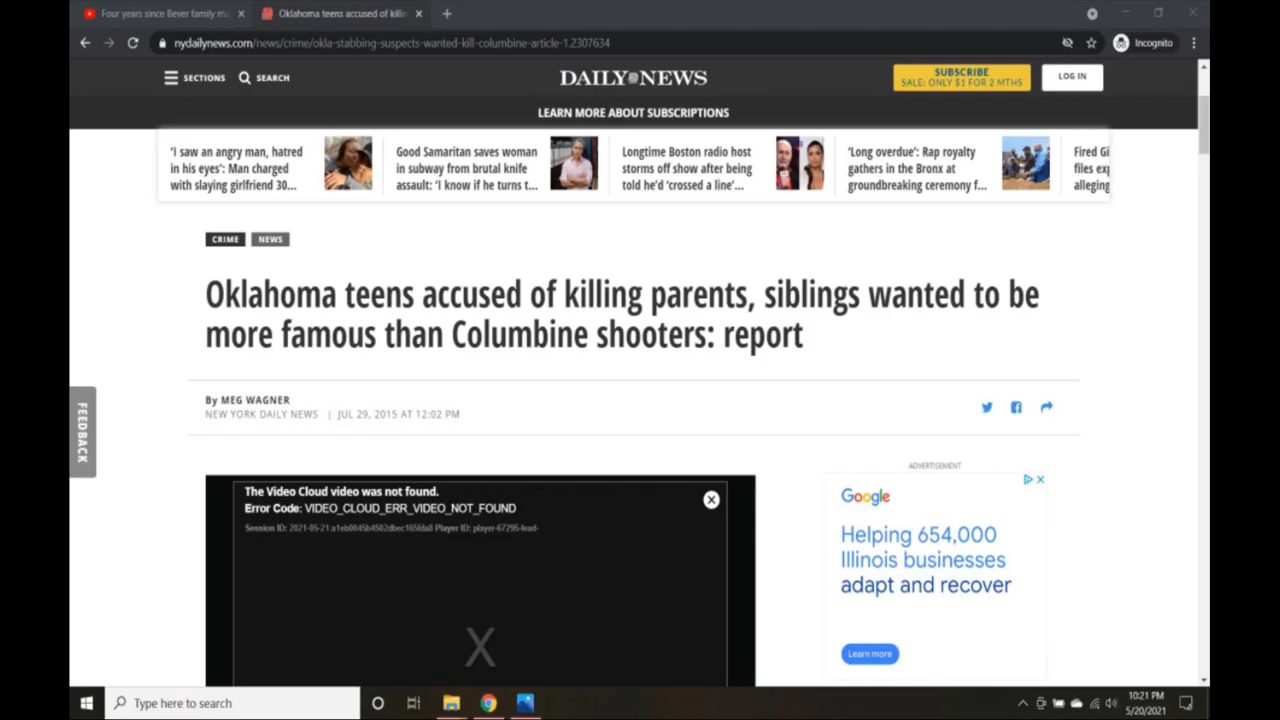 Four years since Bever family m
Oklahoma teens accused of killin
nydailynews.com/news/crime/okla-stabbing-suspects-wanted-kill-columbine-article-1.2307634
Incognito
SECTIONS
SEARCH
DAILY NEWS
SUBSCRIBE
SALE: ONLY $1 FOR 2 MTHS
LOG IN
LEARN MORE ABOUT SUBSCRIPTIONS
‘I saw an angry man, hatred
in his eyes’: Man charged
with slaying girlfriend 30...
Good Samaritan saves woman
in subway from brutal knife
assault: ‘I know if he turns t...
Longtime Boston radio host
storms off show after being
told he’d ‘crossed a line’...
‘Long overdue’: Rap royalty
gathers in the Bronx at
groundbreaking ceremony f...
Fired Gi
files exp
alleging
CRIME
NEWS
Oklahoma teens accused of killing parents, siblings wanted to be
more famous than Columbine shooters: report
By MEG WAGNER
NEW YORK DAILY NEWS | JUL 29, 2015 AT 12:02 PM
FEEDBACK
The Video Cloud video was not found.
Error Code: VIDEO_CLOUD_ERR_VIDEO_NOT_FOUND
Session ID: 2021-05-21 Player ID:
X
ADVERTISEMENT
Google
Helping 654,000
Illinois businesses
adapt and recover
Learn more
Type here to search
10:21 PM
5/20/2021